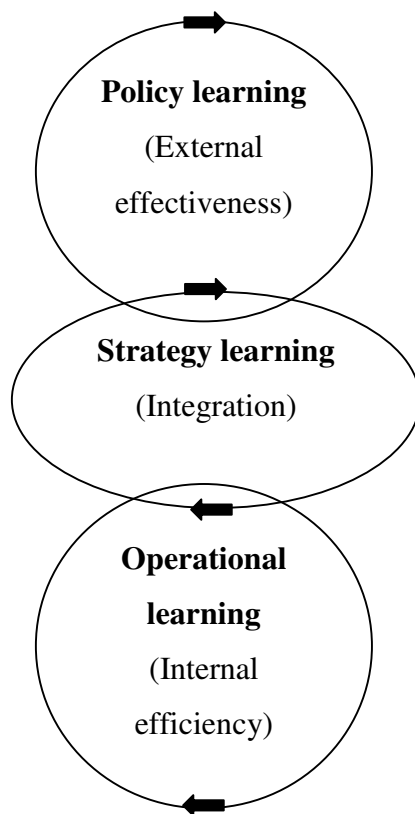 Policy learning
(External
effectiveness)
Strategy learning
(Integration)
Operational
learning
(Internal
efficiency)